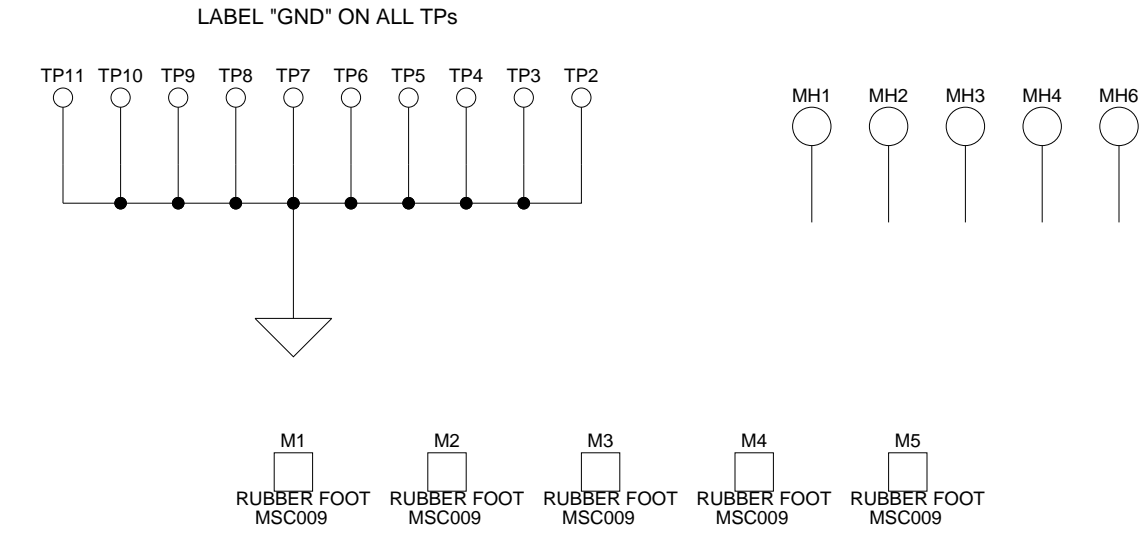 LABEL "GND" ON ALL TPs
TP11 TP10 TP9 TP8 TP7 TP6 TP5 TP4 TP3 TP2
MH1 MH2 MH3 MH4 MH6
M1 M2 M3 M4 M5
RUBBER FOOT RUBBER FOOT RUBBER FOOT RUBBER FOOT RUBBER FOOT
MSC009 MSC009 MSC009 MSC009 MSC009